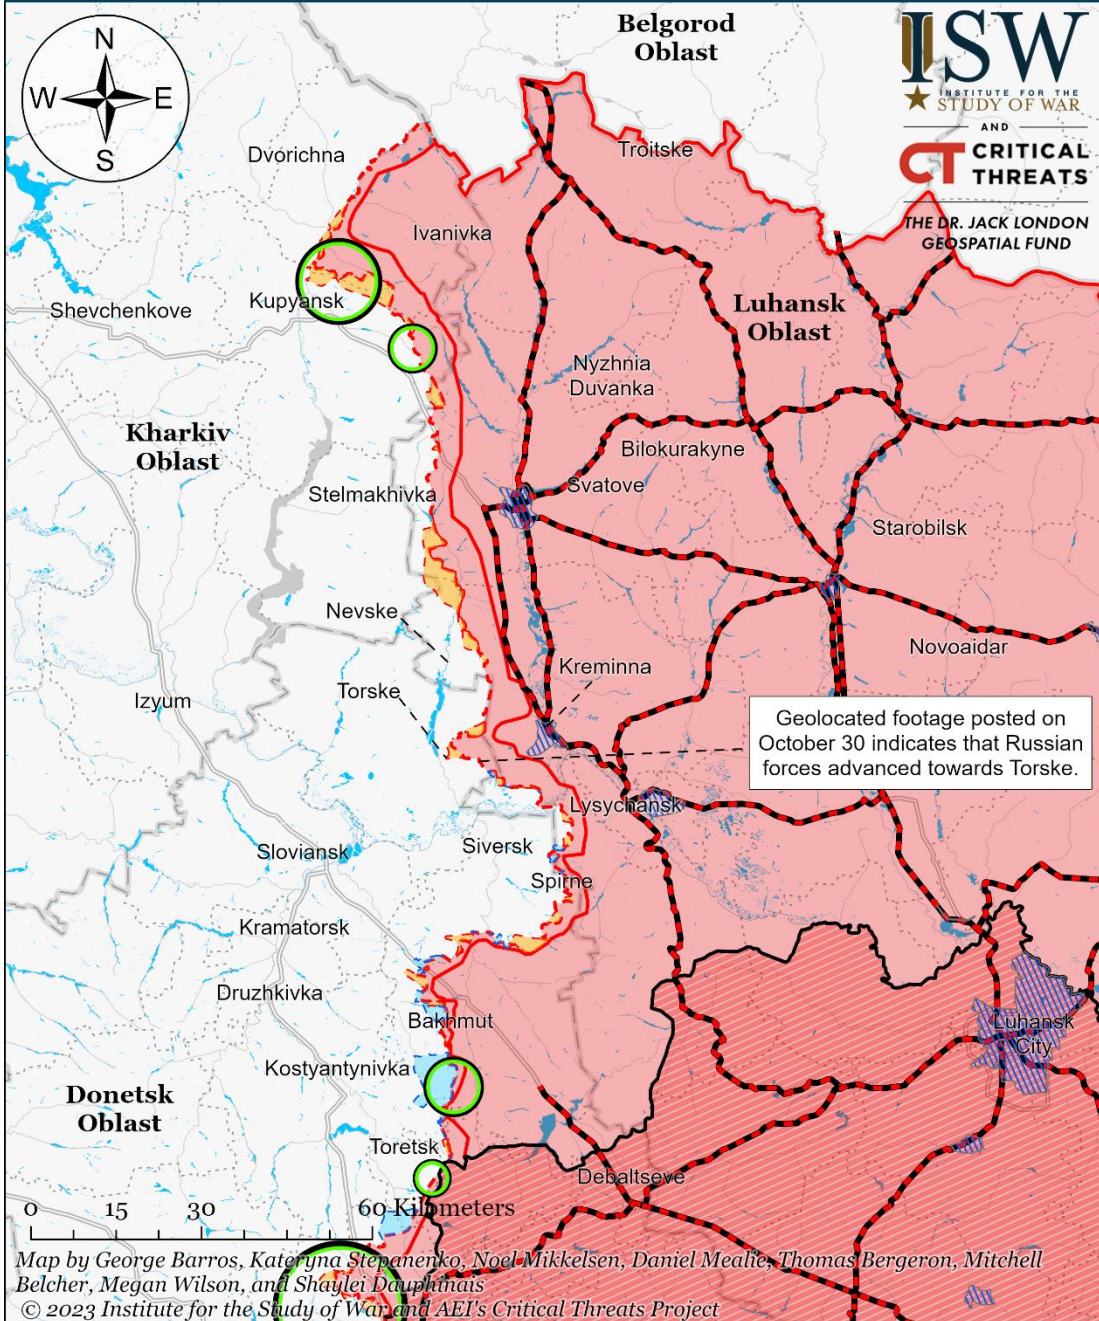 N
W
E
S
Belgorod
Oblast
ISW
INSTITUTE FOR THE
STUDY OF WAR
AND
CT CRITICAL
THREATS
THE DR. JACK LONDON
GEOSPATIAL FUND
Dvorichna
Troitske
Ivanivka
Shevchenkove
Kupyansk
Luhansk
Oblast
Nyzhnia
Duvanka
Kharkiv
Oblast
Bilokurakyne
Stelmakhivka
Svatove
Starobilsk
Nevske
Novoaidar
Kreminna
Torske
Izyum
Geolocated footage posted on
October 30 indicates that Russian
forces advanced towards Torske.
Lysychansk
Sloviansk
Siversk
Spirne
Kramatorsk
Druzhkivka
Bakhmut
Luhansk
City
Kostyantynivka
Donetsk
Oblast
Toretsk
Debaltseve
0 15 30 60 Kilometers
Map by George Barros, Kateryna Stepanenko, Noel Mikkelsen, Daniel Mealie, Thomas Bergeron, Mitchell
Belcher, Megan Wilson, and Shaylei Dauphinais
© 2023 Institute for the Study of War and AEI's Critical Threats Project